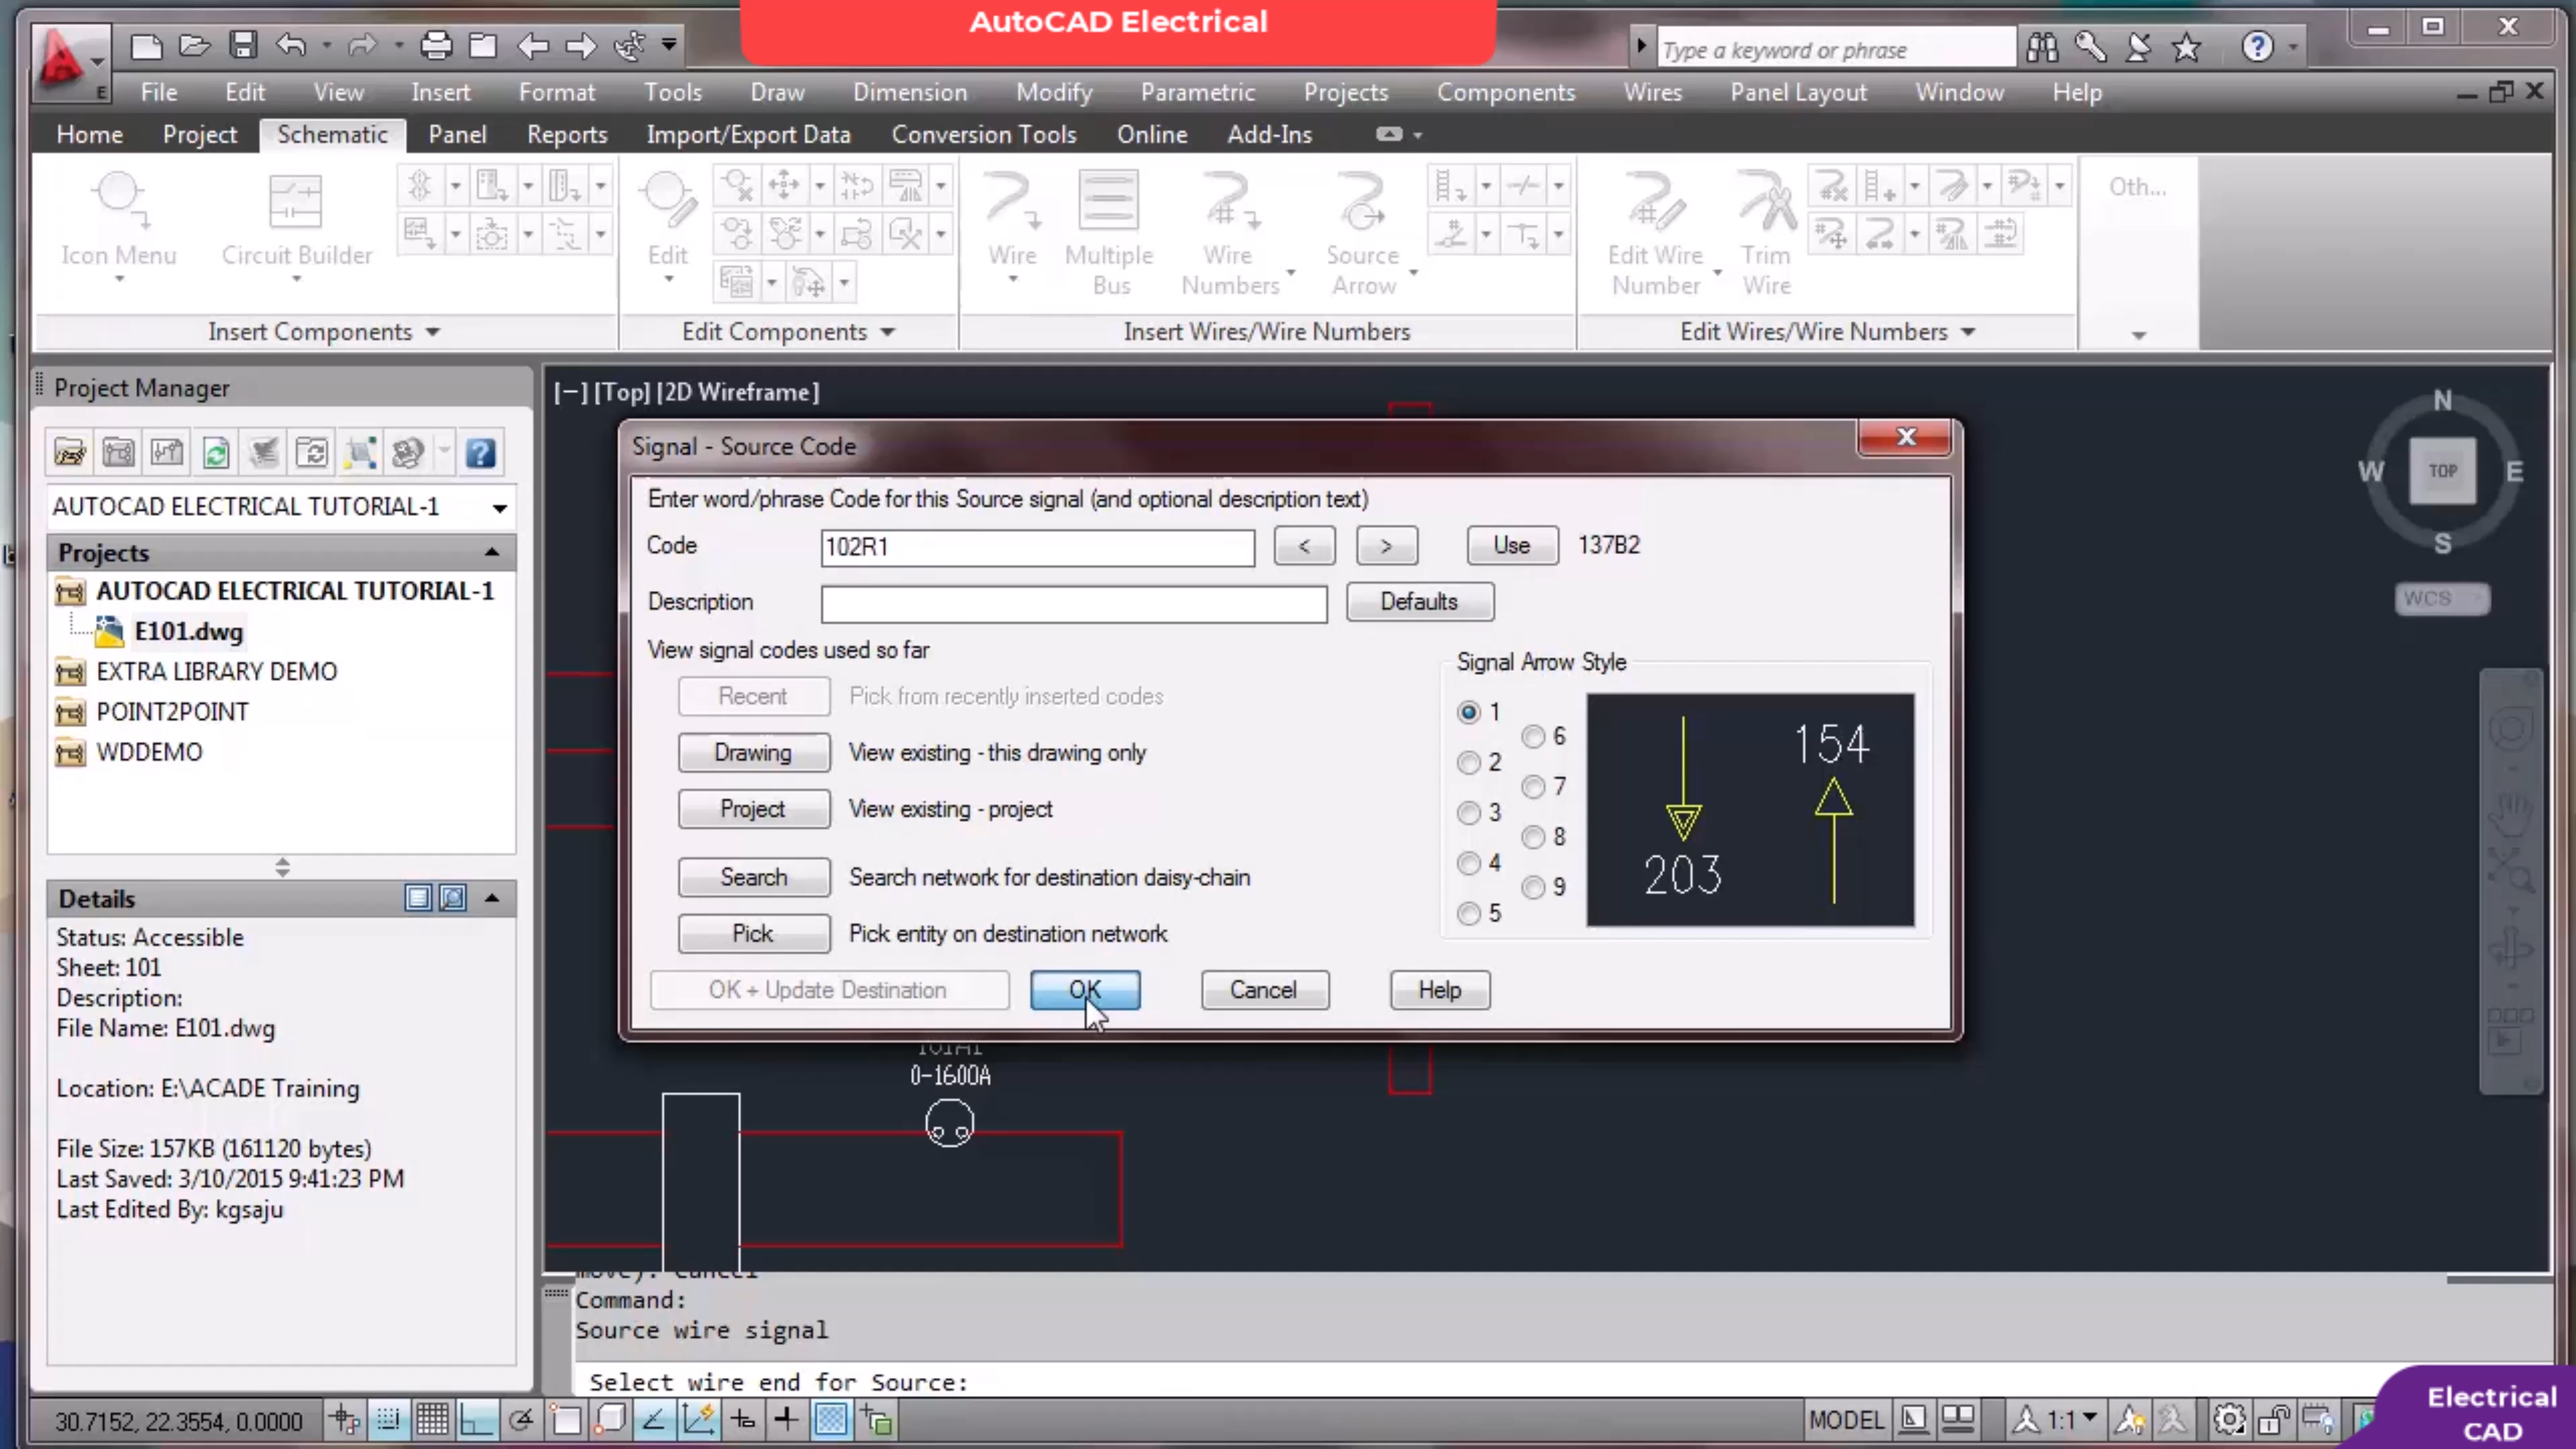 AutoCAD Electrical
Type a keyword or phrase
File Edit View Insert Format Tools Draw Dimension Modify Parametric Projects Components Wires Panel Layout Window Help
Home Project Schematic Panel Reports Import/Export Data Conversion Tools Online Add-Ins
Icon Menu
Circuit Builder
Edit
Wire
Multiple Bus
Wire Numbers
Source Arrow
Edit Wire Number
Trim Wire
Oth...
Insert Components
Edit Components
Insert Wires/Wire Numbers
Edit Wires/Wire Numbers
Project Manager
AUTOCAD ELECTRICAL TUTORIAL-1
Projects
AUTOCAD ELECTRICAL TUTORIAL-1
E101.dwg
EXTRA LIBRARY DEMO
POINT2POINT
WDDEMO
Details
Status: Accessible
Sheet: 101
Description:
File Name: E101.dwg
Location: E:\ACADE Training
File Size: 157KB (161120 bytes)
Last Saved: 3/10/2015 9:41:23 PM
Last Edited By: kgsaju
[−] [Top] [2D Wireframe]
N
W TOP E
S
WCS
Signal - Source Code
Enter word/phrase Code for this Source signal (and optional description text)
Code 102R1 < > Use 137B2
Description Defaults
View signal codes used so far
Recent Pick from recently inserted codes
Drawing View existing - this drawing only
Project View existing - project
Search Search network for destination daisy-chain
Pick Pick entity on destination network
Signal Arrow Style
1
2
3
4
5
6
7
8
9
154
203
OK + Update Destination OK Cancel Help
0-1600A
Command:
Source wire signal
Select wire end for Source:
30.7152, 22.3554, 0.0000
MODEL
1:1
Electrical
CAD